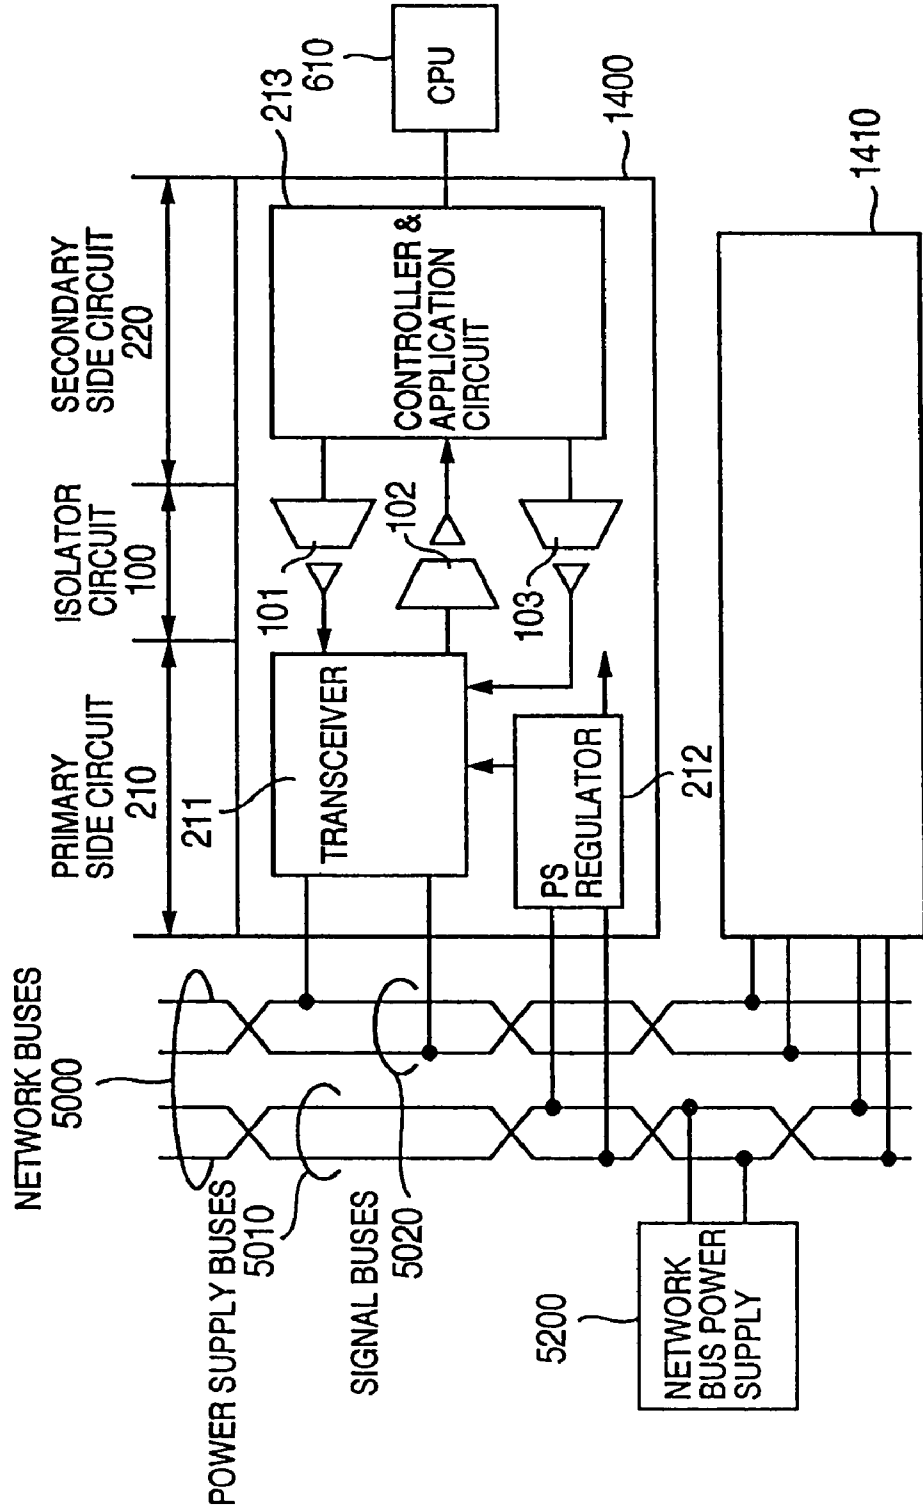 NETWORK BUSES
5000
POWER SUPPLY BUSES
5010
SIGNAL BUSES
5020
5200
NETWORK
BUS POWER
SUPPLY
PRIMARY
SIDE CIRCUIT
210
ISOLATOR
CIRCUIT
100
SECONDARY
SIDE CIRCUIT
220
211
TRANSCEIVER
101
102
103
PS
REGULATOR
212
CONTROLLER &
APPLICATION
CIRCUIT
213
CPU
610
1400
1410